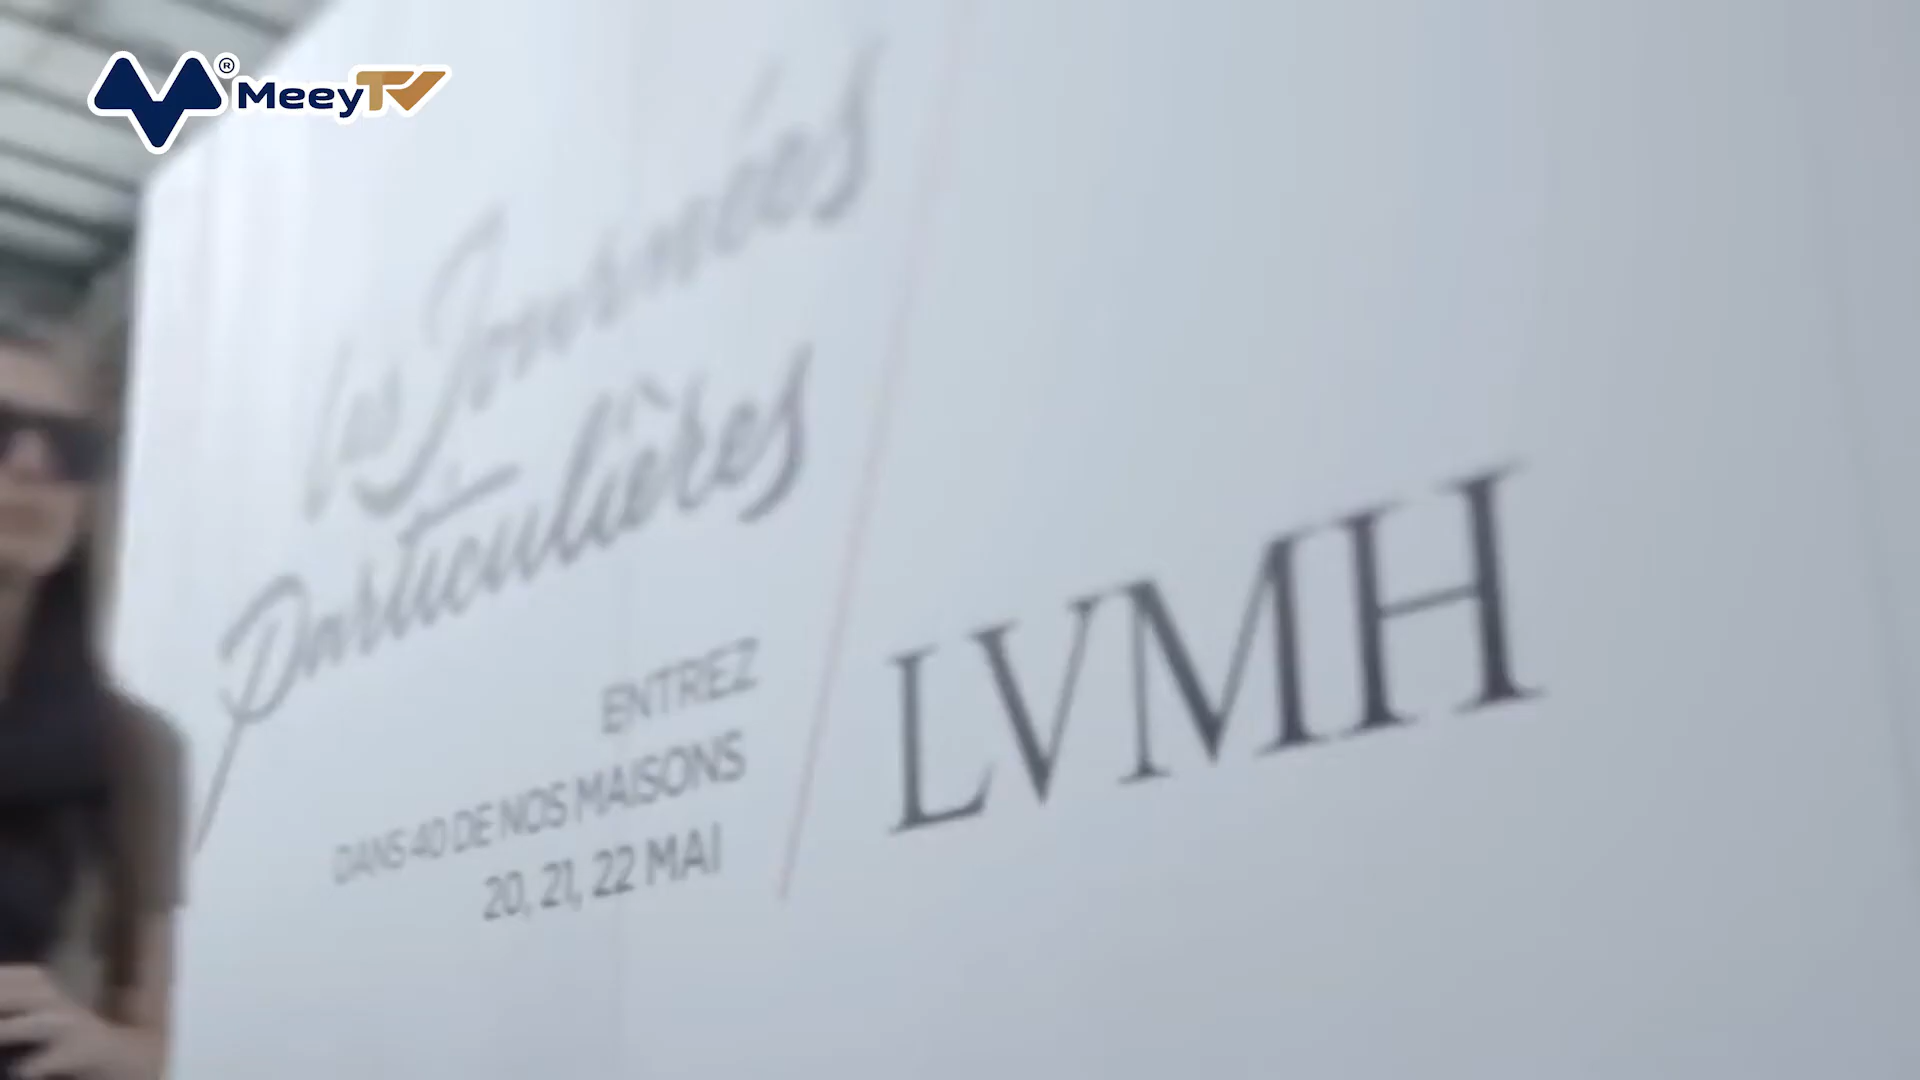 MeeyTV
Les Journées
Particulières
ENTREZ
DANS 40 DE NOS MAISONS
20, 21, 22 MAI
LVMH